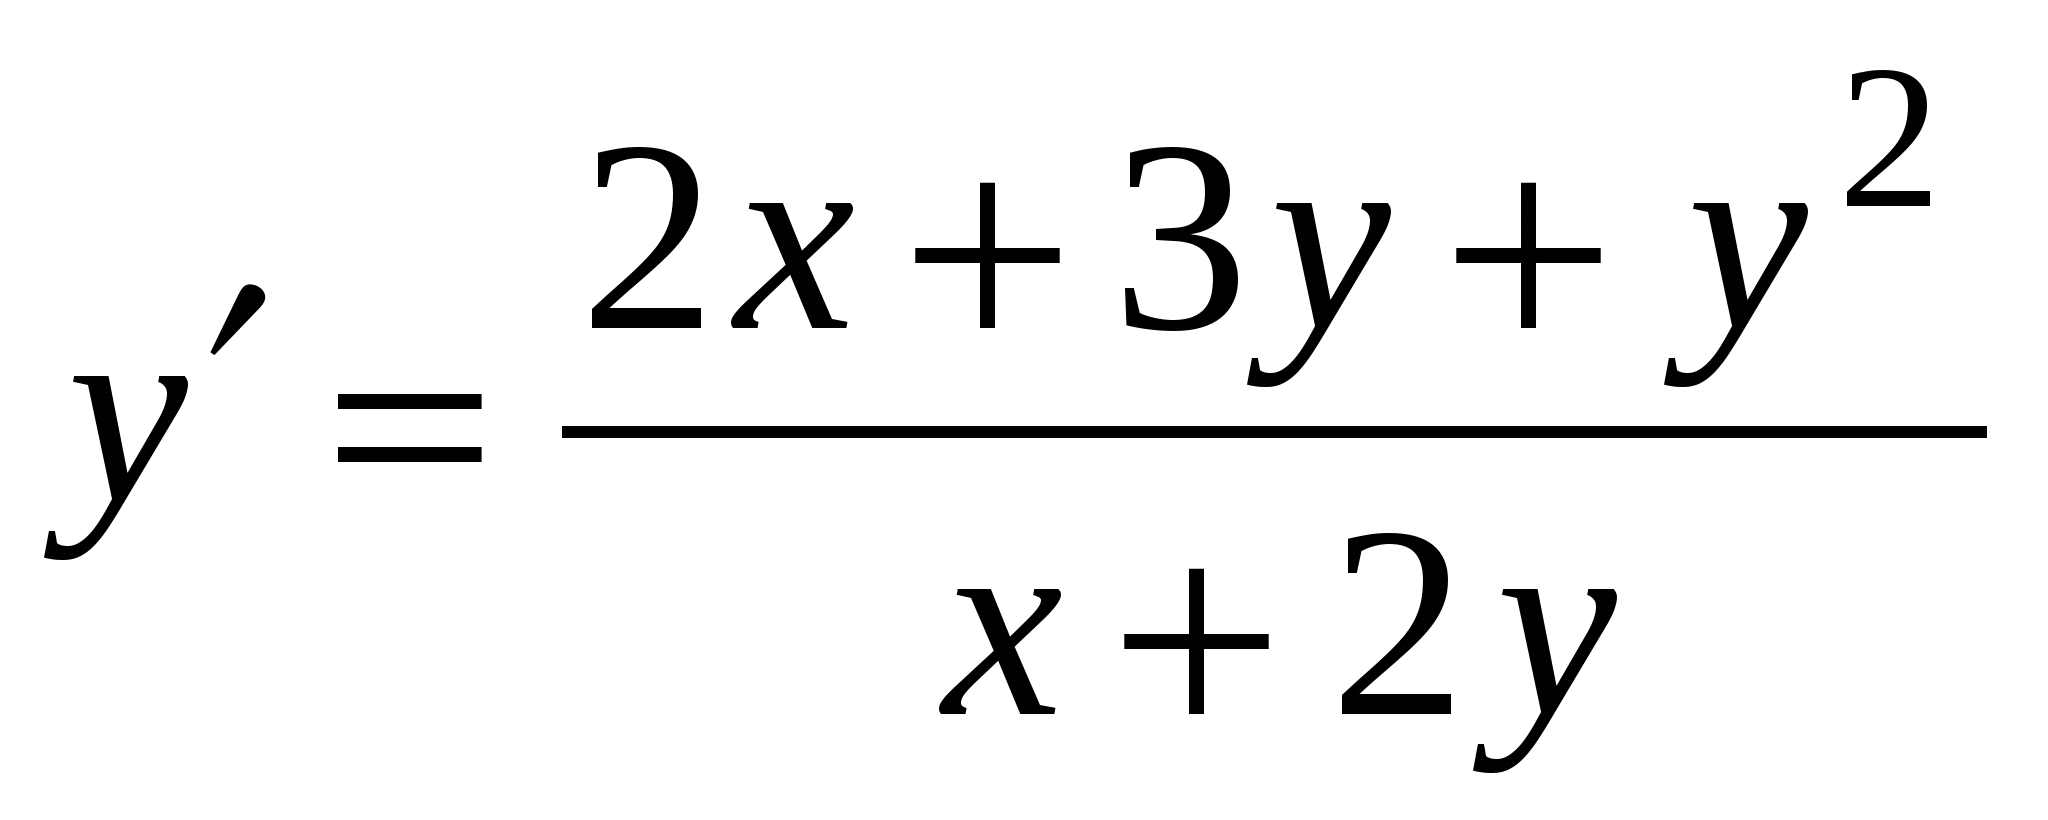 y′ = (2x + 3y + y²)/(x + 2y)